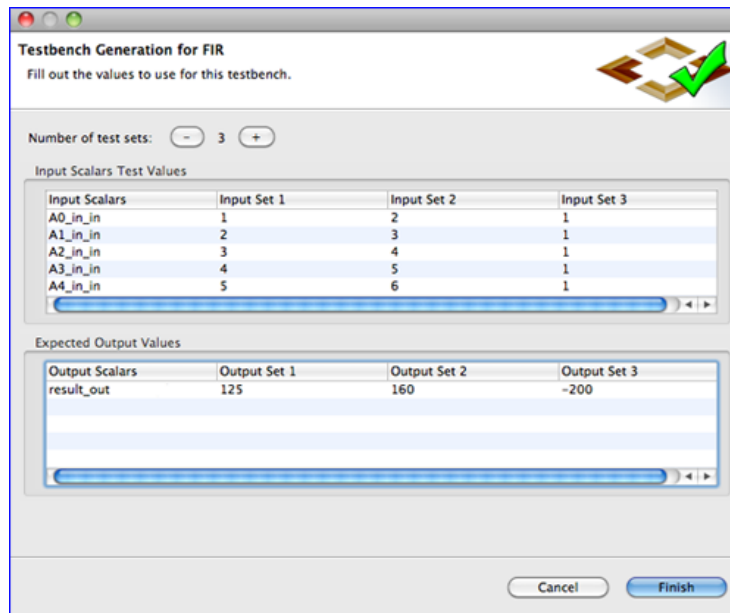 Testbench Generation for FIR
Fill out the values to use for this testbench.
Number of test sets: - 3 +
Input Scalars Test Values
Input Scalars Input Set 1 Input Set 2 Input Set 3
A0_in_in 1 2 1
A1_in_in 2 3 1
A2_in_in 3 4 1
A3_in_in 4 5 1
A4_in_in 5 6 1
Expected Output Values
Output Scalars Output Set 1 Output Set 2 Output Set 3
result_out 125 160 -200
Cancel Finish